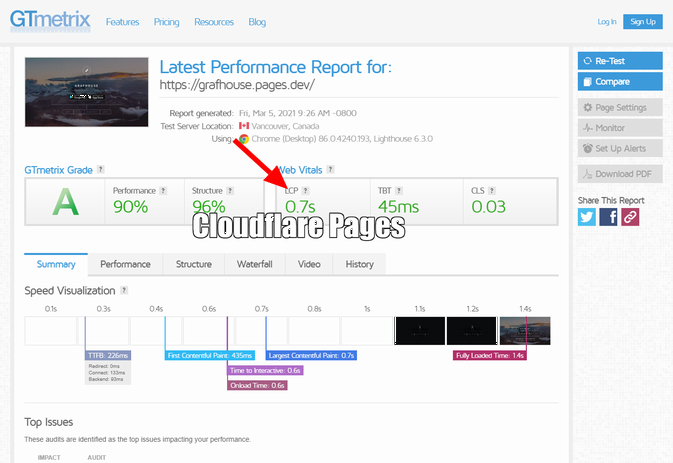 GTmetrix Features Pricing Resources Blog Log In Sign Up
Latest Performance Report for:
https://grafhouse.pages.dev/
Report generated: Fri, Mar 5, 2021 9:26 AM -0800
Test Server Location: Vancouver, Canada
Using: Chrome (Desktop) 86.0.4240.193, Lighthouse 6.3.0
Re-Test
Compare
Page Settings
Monitor
Set Up Alerts
Download PDF
Share This Report
GRAFHOUSE
GTmetrix Grade ? Web Vitals ?
A
Performance ? Structure ? LCP ? TBT ? CLS ?
90% 96% 0.7s 45ms 0.03
Cloudflare Pages
Summary Performance Structure Waterfall Video History
Speed Visualization ?
0.1s 0.3s 0.4s 0.6s 0.7s 0.8s 1s 1.1s 1.2s 1.4s
TTFB: 226ms First Contentful Paint: 435ms Largest Contentful Paint: 0.7s Fully Loaded Time: 1.4s
Redirect: 0ms
Connect: 133ms
Backend: 93ms
Time to Interactive: 0.6s
Onload Time: 0.6s
Top Issues
These audits are identified as the top issues impacting your performance.
IMPACT AUDIT